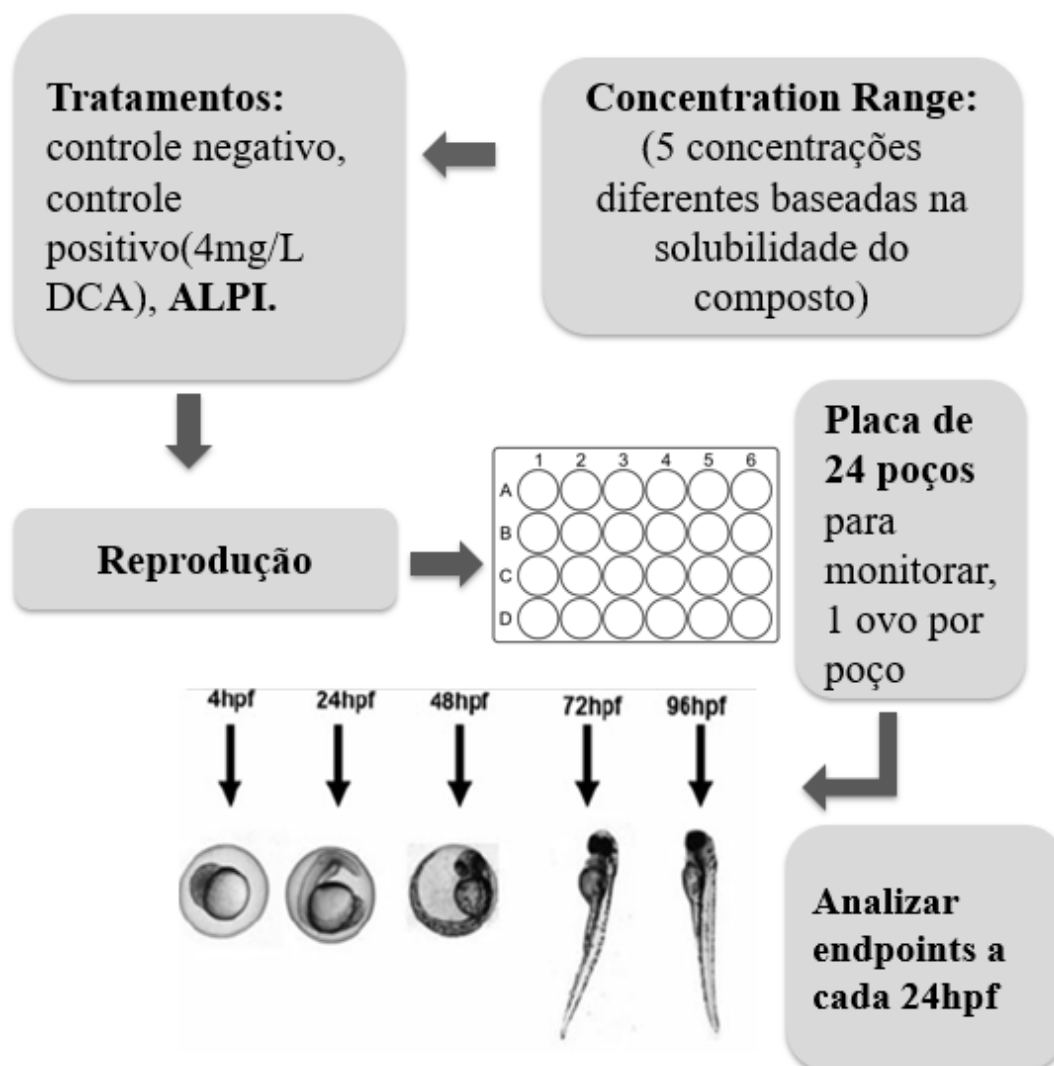 Tratamentos:
controle negativo,
controle
positivo(4mg/L
DCA), ALPI.
Concentration Range:
(5 concentrações
diferentes baseadas na
solubilidade do
composto)
Reprodução
1 2 3 4 5 6
A
B
C
D
Placa de
24 poços
para
monitorar,
1 ovo por
poço
4hpf 24hpf 48hpf 72hpf 96hpf
Analizar
endpoints a
cada 24hpf